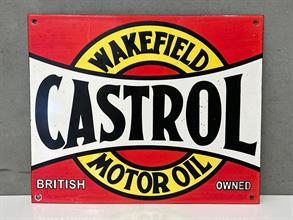 WAKEFIELD
CASTROL
MOTOR OIL
BRITISH OWNED